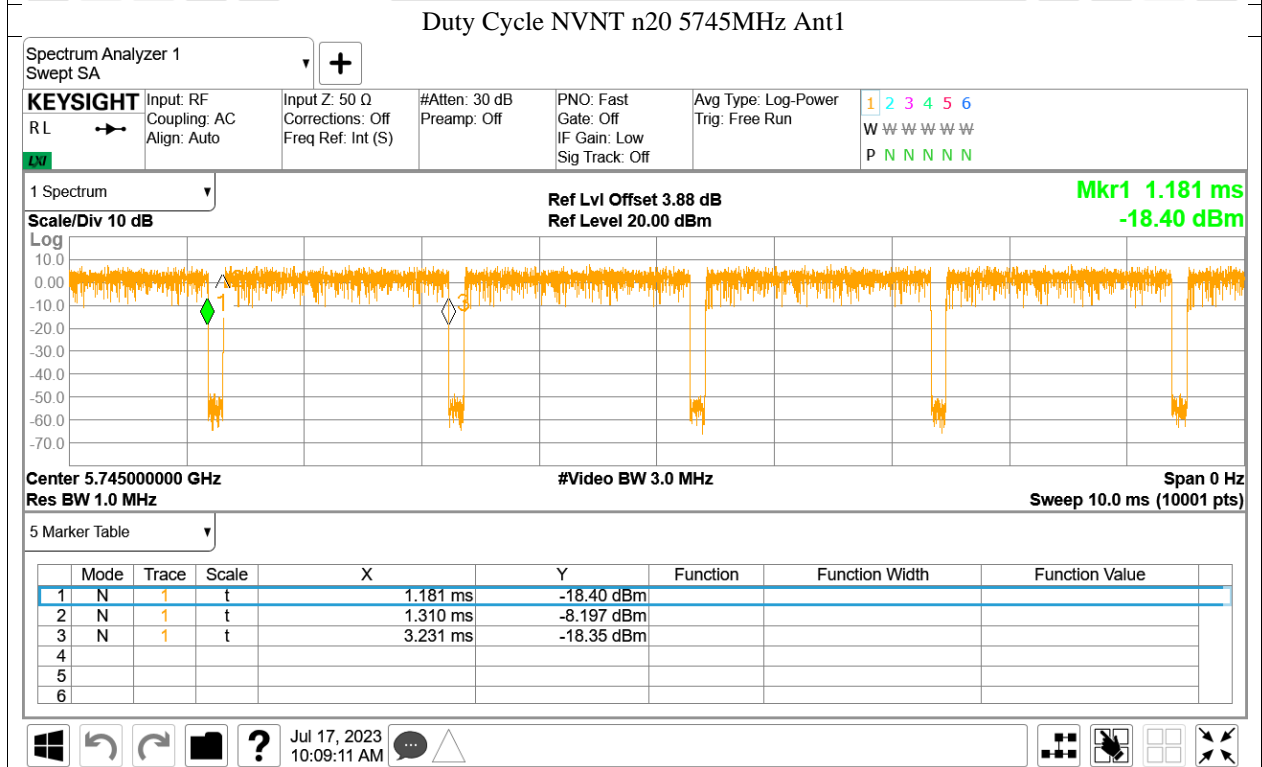 Duty Cycle NVNT n20 5745MHz Ant1
Spectrum Analyzer 1
Swept SA
KEYSIGHT
R L
LXI
Input: RF
Coupling: AC
Align: Auto
Input Z: 50 Ω
Corrections: Off
Freq Ref: Int (S)
#Atten: 30 dB
Preamp: Off
PNO: Fast
Gate: Off
IF Gain: Low
Sig Track: Off
Avg Type: Log-Power
Trig: Free Run
1 2 3 4 5 6
W W W W W W
P N N N N N
1 Spectrum
Scale/Div 10 dB
Ref Lvl Offset 3.88 dB
Ref Level 20.00 dBm
Mkr1 1.181 ms
-18.40 dBm
Log
10.0
0.00
-10.0
-20.0
-30.0
-40.0
-50.0
-60.0
-70.0
1
2
3
Center 5.745000000 GHz
#Video BW 3.0 MHz
Span 0 Hz
Res BW 1.0 MHz
Sweep 10.0 ms (10001 pts)
5 Marker Table
Mode Trace Scale X Y Function Function Width Function Value
1 N 1 t 1.181 ms -18.40 dBm
2 N 1 t 1.310 ms -8.197 dBm
3 N 1 t 3.231 ms -18.35 dBm
4
5
6
?
Jul 17, 2023
10:09:11 AM